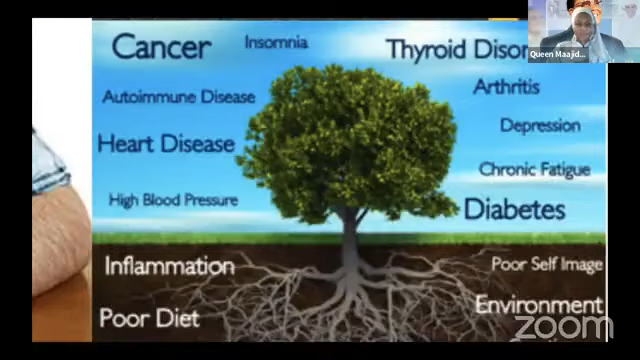 Cancer
Insomnia
Thyroid Disor
Autoimmune Disease
Arthritis
Heart Disease
Depression
Chronic Fatigue
High Blood Pressure
Diabetes
Inflammation
Poor Self Image
Poor Diet
Environment
zoom
Queen Maajid...